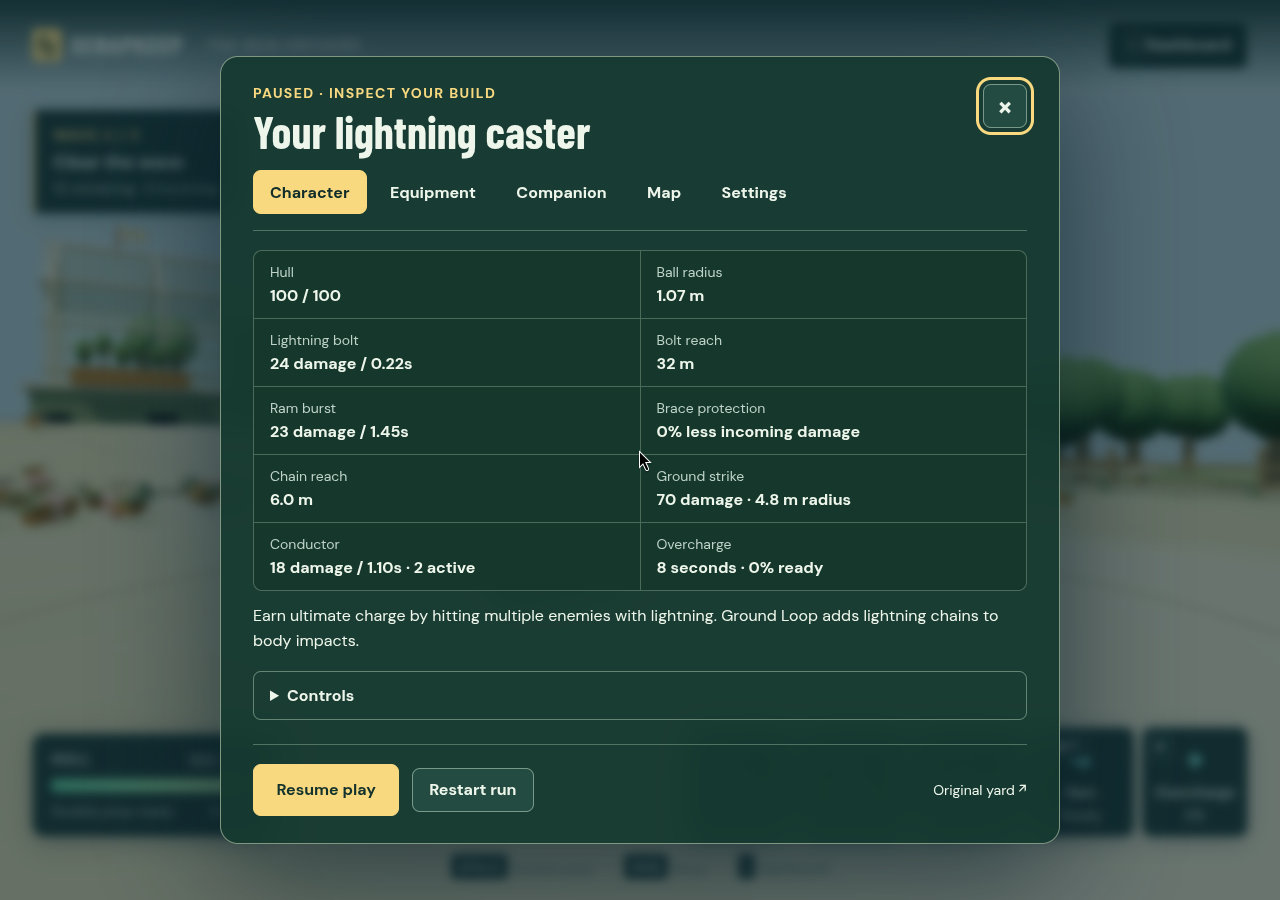 PAUSED · INSPECT YOUR BUILD
Your lightning caster
×
Character Equipment Companion Map Settings
Hull
100 / 100
Ball radius
1.07 m
Lightning bolt
24 damage / 0.22s
Bolt reach
32 m
Ram burst
23 damage / 1.45s
Brace protection
0% less incoming damage
Chain reach
6.0 m
Ground strike
70 damage · 4.8 m radius
Conductor
18 damage / 1.10s · 2 active
Overcharge
8 seconds · 0% ready
Earn ultimate charge by hitting multiple enemies with lightning. Ground Loop adds lightning chains to
body impacts.
▶ Controls
Resume play Restart run Original yard ↗